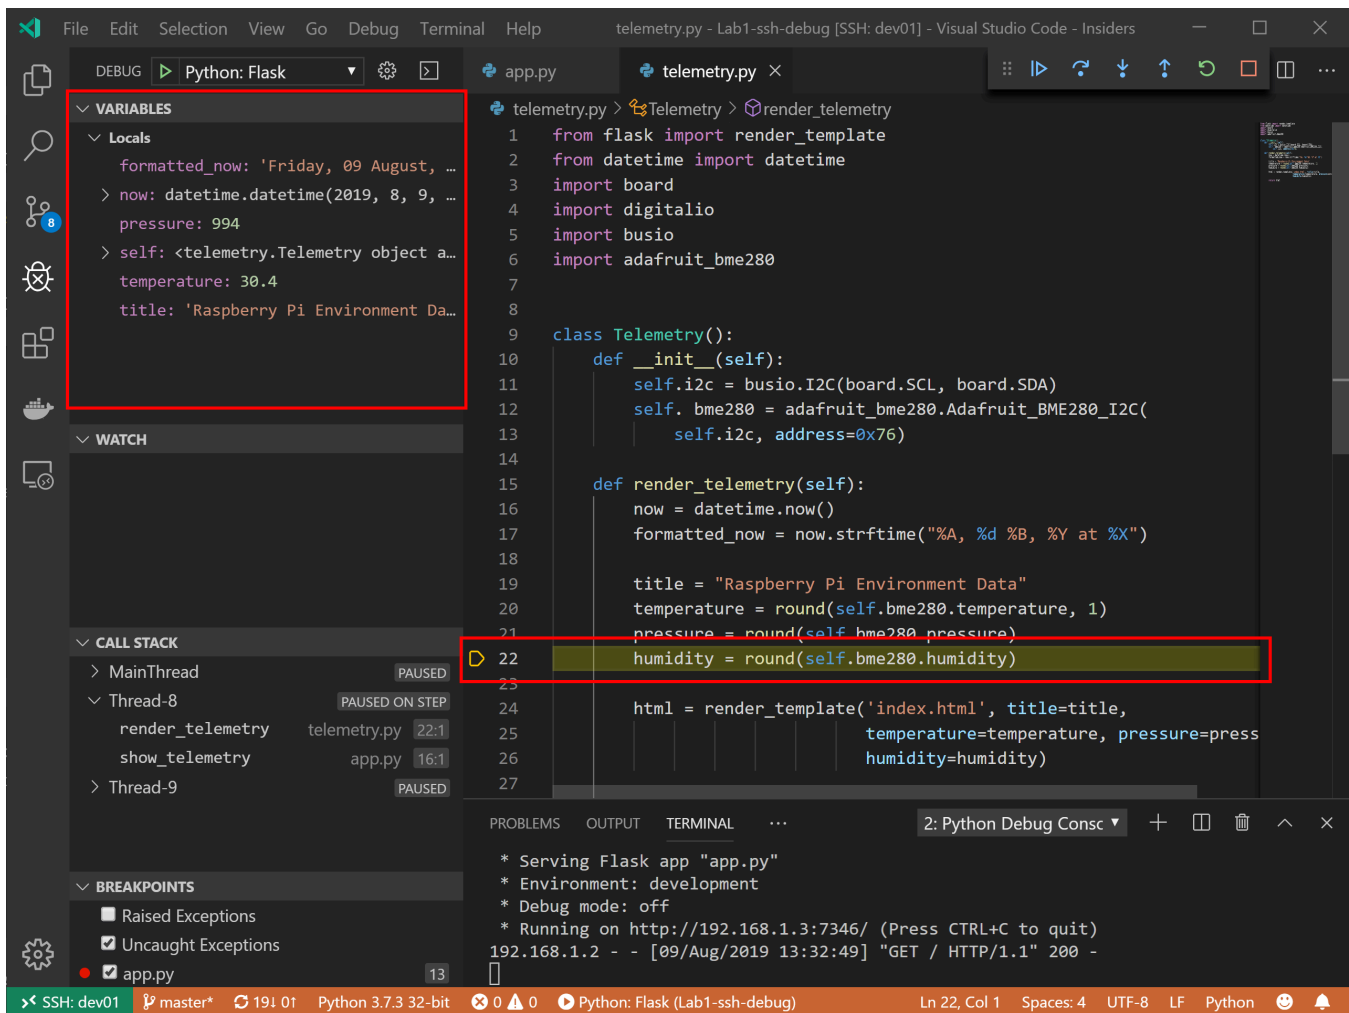 File Edit Selection View Go Debug Terminal Help telemetry.py - Lab1-ssh-debug [SSH: dev01] - Visual Studio Code - Insiders
DEBUG Python: Flask
VARIABLES
Locals
formatted_now: 'Friday, 09 August, …
now: datetime.datetime(2019, 8, 9, …
pressure: 994
self: <telemetry.Telemetry object a…
temperature: 30.4
title: 'Raspberry Pi Environment Da…
8
WATCH
CALL STACK
MainThread PAUSED
Thread-8 PAUSED ON STEP
render_telemetry telemetry.py 22:1
show_telemetry app.py 16:1
Thread-9 PAUSED
BREAKPOINTS
Raised Exceptions
Uncaught Exceptions
app.py 13
app.py telemetry.py
telemetry.py > Telemetry > render_telemetry
1 from flask import render_template
2 from datetime import datetime
3 import board
4 import digitalio
5 import busio
6 import adafruit_bme280
7
8
9 class Telemetry():
10 def __init__(self):
11 self.i2c = busio.I2C(board.SCL, board.SDA)
12 self. bme280 = adafruit_bme280.Adafruit_BME280_I2C(
13 self.i2c, address=0x76)
14
15 def render_telemetry(self):
16 now = datetime.now()
17 formatted_now = now.strftime("%A, %d %B, %Y at %X")
18
19 title = "Raspberry Pi Environment Data"
20 temperature = round(self.bme280.temperature, 1)
21 pressure = round(self.bme280.pressure)
22 humidity = round(self.bme280.humidity)
23
24 html = render_template('index.html', title=title,
25 temperature=temperature, pressure=press
26 humidity=humidity)
27
PROBLEMS OUTPUT TERMINAL ··· 2: Python Debug Consc
* Serving Flask app "app.py"
* Environment: development
* Debug mode: off
* Running on http://192.168.1.3:7346/ (Press CTRL+C to quit)
192.168.1.2 - - [09/Aug/2019 13:32:49] "GET / HTTP/1.1" 200 -
SSH: dev01 master* 19↓ 0↑ Python 3.7.3 32-bit 0 0 Python: Flask (Lab1-ssh-debug) Ln 22, Col 1 Spaces: 4 UTF-8 LF Python